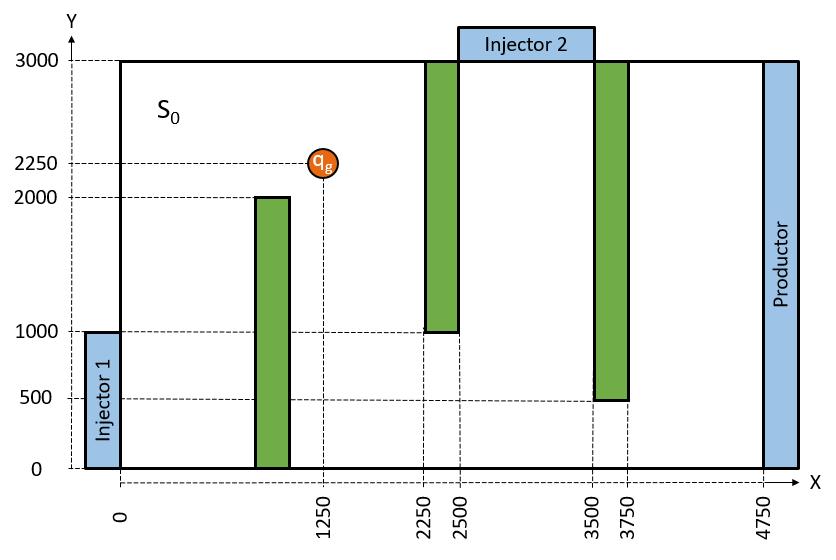 Y
Injector 2
3000
S₀
2250
qg
2000
Productor
1000
Injector 1
500
0
X
0
1250
2250
2500
3500
3750
4750